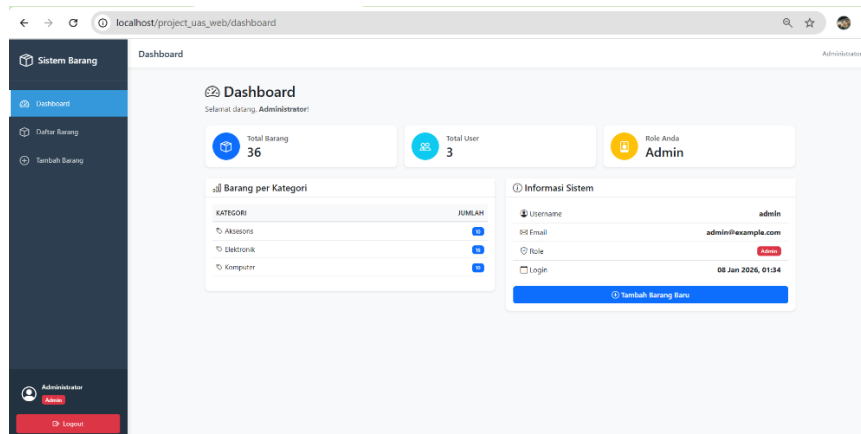 localhost/project_uas_web/dashboard
Sistem Barang
Dashboard
Administrator
Dashboard
Daftar Barang
Tambah Barang
Dashboard
Selamat datang, Administrator!
Total Barang
36
Total User
3
Role Anda
Admin
Barang per Kategori
KATEGORI JUMLAH
Aksesoris
Elektronik
Komputer
Informasi Sistem
Username admin
Email admin@example.com
Role Admin
Login 08 Jan 2026, 01:34
Tambah Barang Baru
Administrator
Admin
Logout